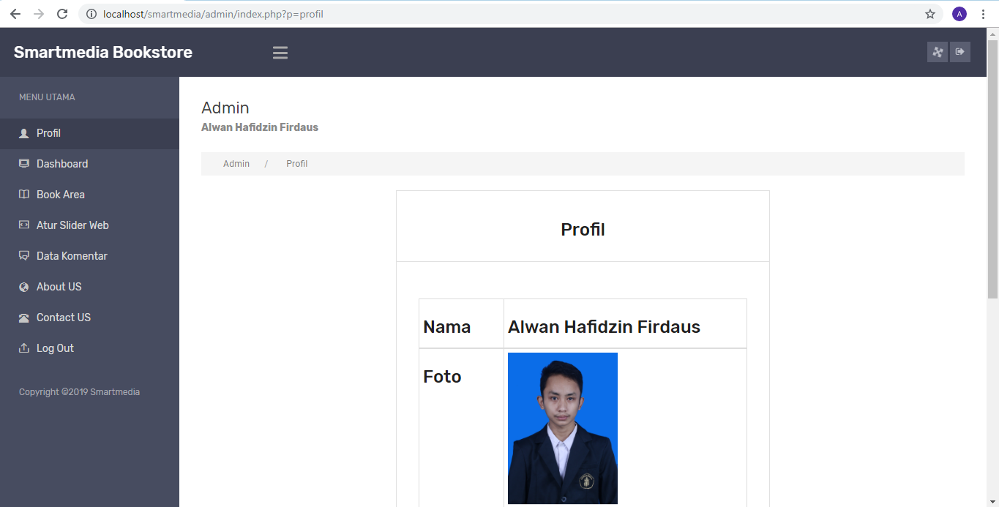 localhost/smartmedia/admin/index.php?p=profil
A
Smartmedia Bookstore
MENU UTAMA
Profil
Dashboard
Book Area
Atur Slider Web
Data Komentar
About US
Contact US
Log Out
Copyright ©2019 Smartmedia
Admin
Alwan Hafidzin Firdaus
Admin / Profil
Profil
Nama Alwan Hafidzin Firdaus
Foto